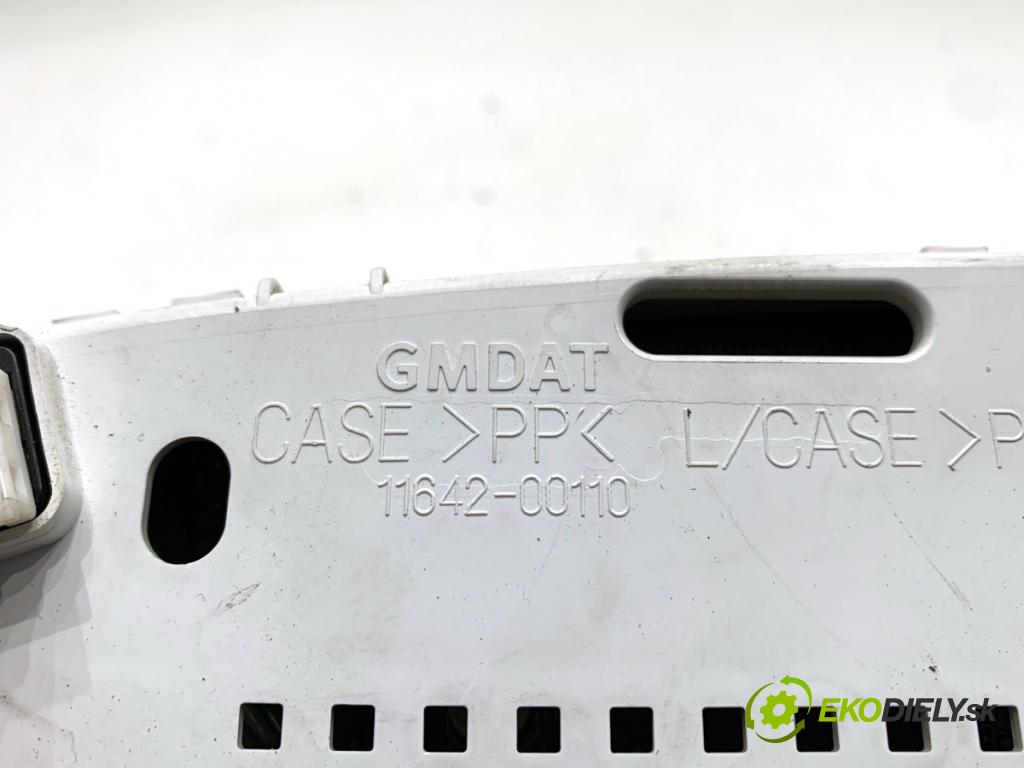 GMDAT
CASE >PP< L/CASE >P
11642-00110
EKODIELY.sk